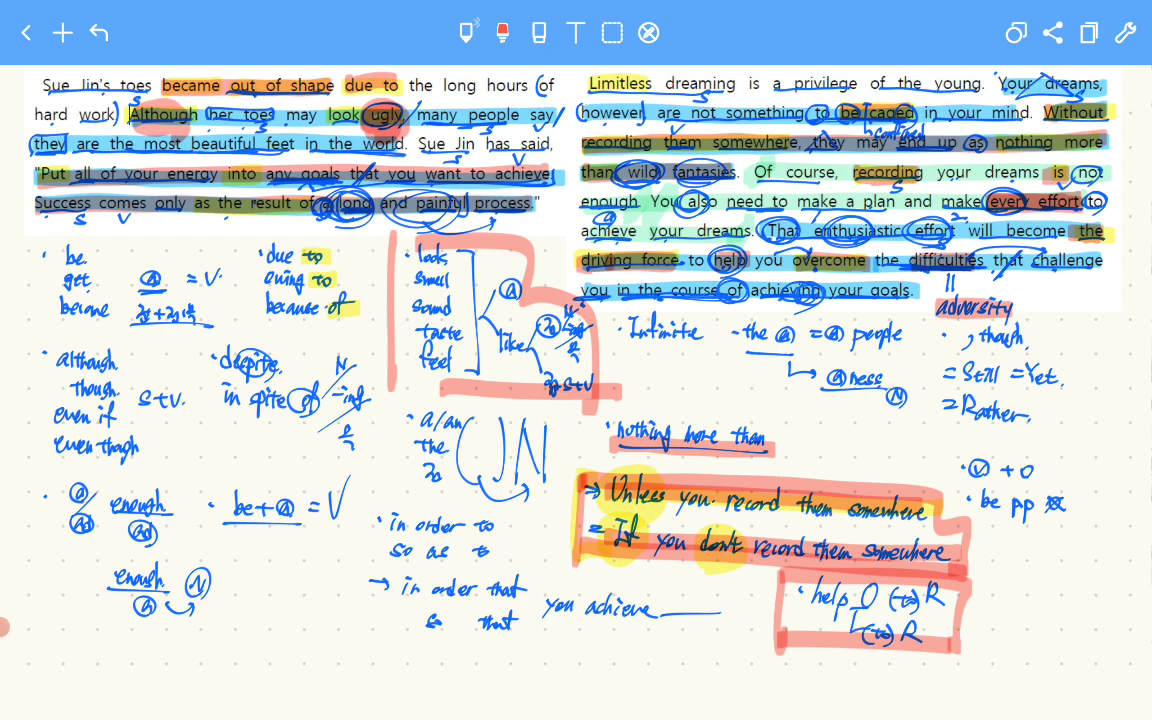 Sue Jin's toes became out of shape due to the long hours (of
hard work) Although her toes may look ugly, many people say
they are the most beautiful feet in the world. Sue Jin has said,
"Put all of your energy into any goals that you want to achieve.
Success comes only as the result of a long and painful process."
Limitless dreaming is a privilege of the young. Your dreams,
however, are not something to be caged in your mind. Without
confined
recording them somewhere, they may end up as nothing more
than wild fantasies. Of course, recording your dreams is not
enough. You also need to make a plan and make every effort to
achieve your dreams. That enthusiastic effort will become the
driving force to help you overcome the difficulties that challenge
you in the course of achieving your goals.
adversity
· be
get ⓐ = V
become
· due to
owing to
because of
· look
smell
sound
taste
feel
ⓐ
like
S+V
· although
though
even if
even though
S+V.
· despite
in spite of
N
-ing
· a/an
the
N
ⓐ/ⓐd enough
enough ⓐ N
· be+ⓐ = V
· in order to
so as to
→ in order that
so that you achieve
· Infinite
- the ⓐ = ⓐ people
ⓐness Ⓝ
· , though
= Still = Yet.
= Rather.
· nothing more than
⇒ Unless you record them somewhere
= If you don't record them somewhere
· ⓥ + O
· be pp
· help O (to) R
(to) R